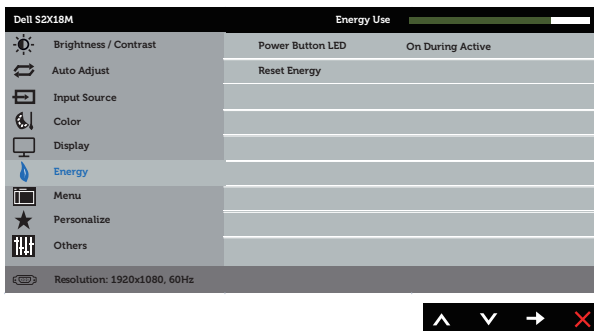 Dell S2X18M Energy Use
Brightness / Contrast Power Button LED On During Active
Auto Adjust Reset Energy
Input Source
Color
Display
Energy
Menu
Personalize
Others
Resolution: 1920x1080, 60Hz